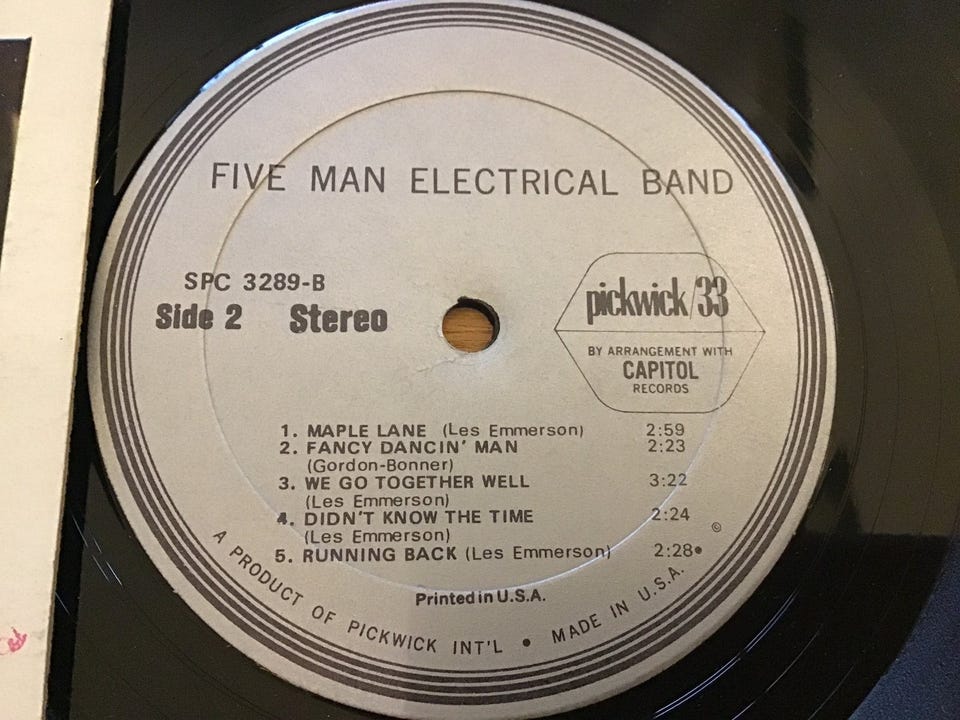 FIVE MAN ELECTRICAL BAND
SPC 3289-B
Side 2 Stereo
pickwick/33
BY ARRANGEMENT WITH
CAPITOL
RECORDS
1. MAPLE LANE (Les Emmerson) 2:59
2. FANCY DANCIN' MAN 2:23
(Gordon-Bonner)
3. WE GO TOGETHER WELL 3:22
(Les Emmerson)
4. DIDN'T KNOW THE TIME 2:24
(Les Emmerson)
5. RUNNING BACK (Les Emmerson) 2:28•
©
Printed in U.S.A.
A PRODUCT OF PICKWICK INT'L • MADE IN U.S.A.